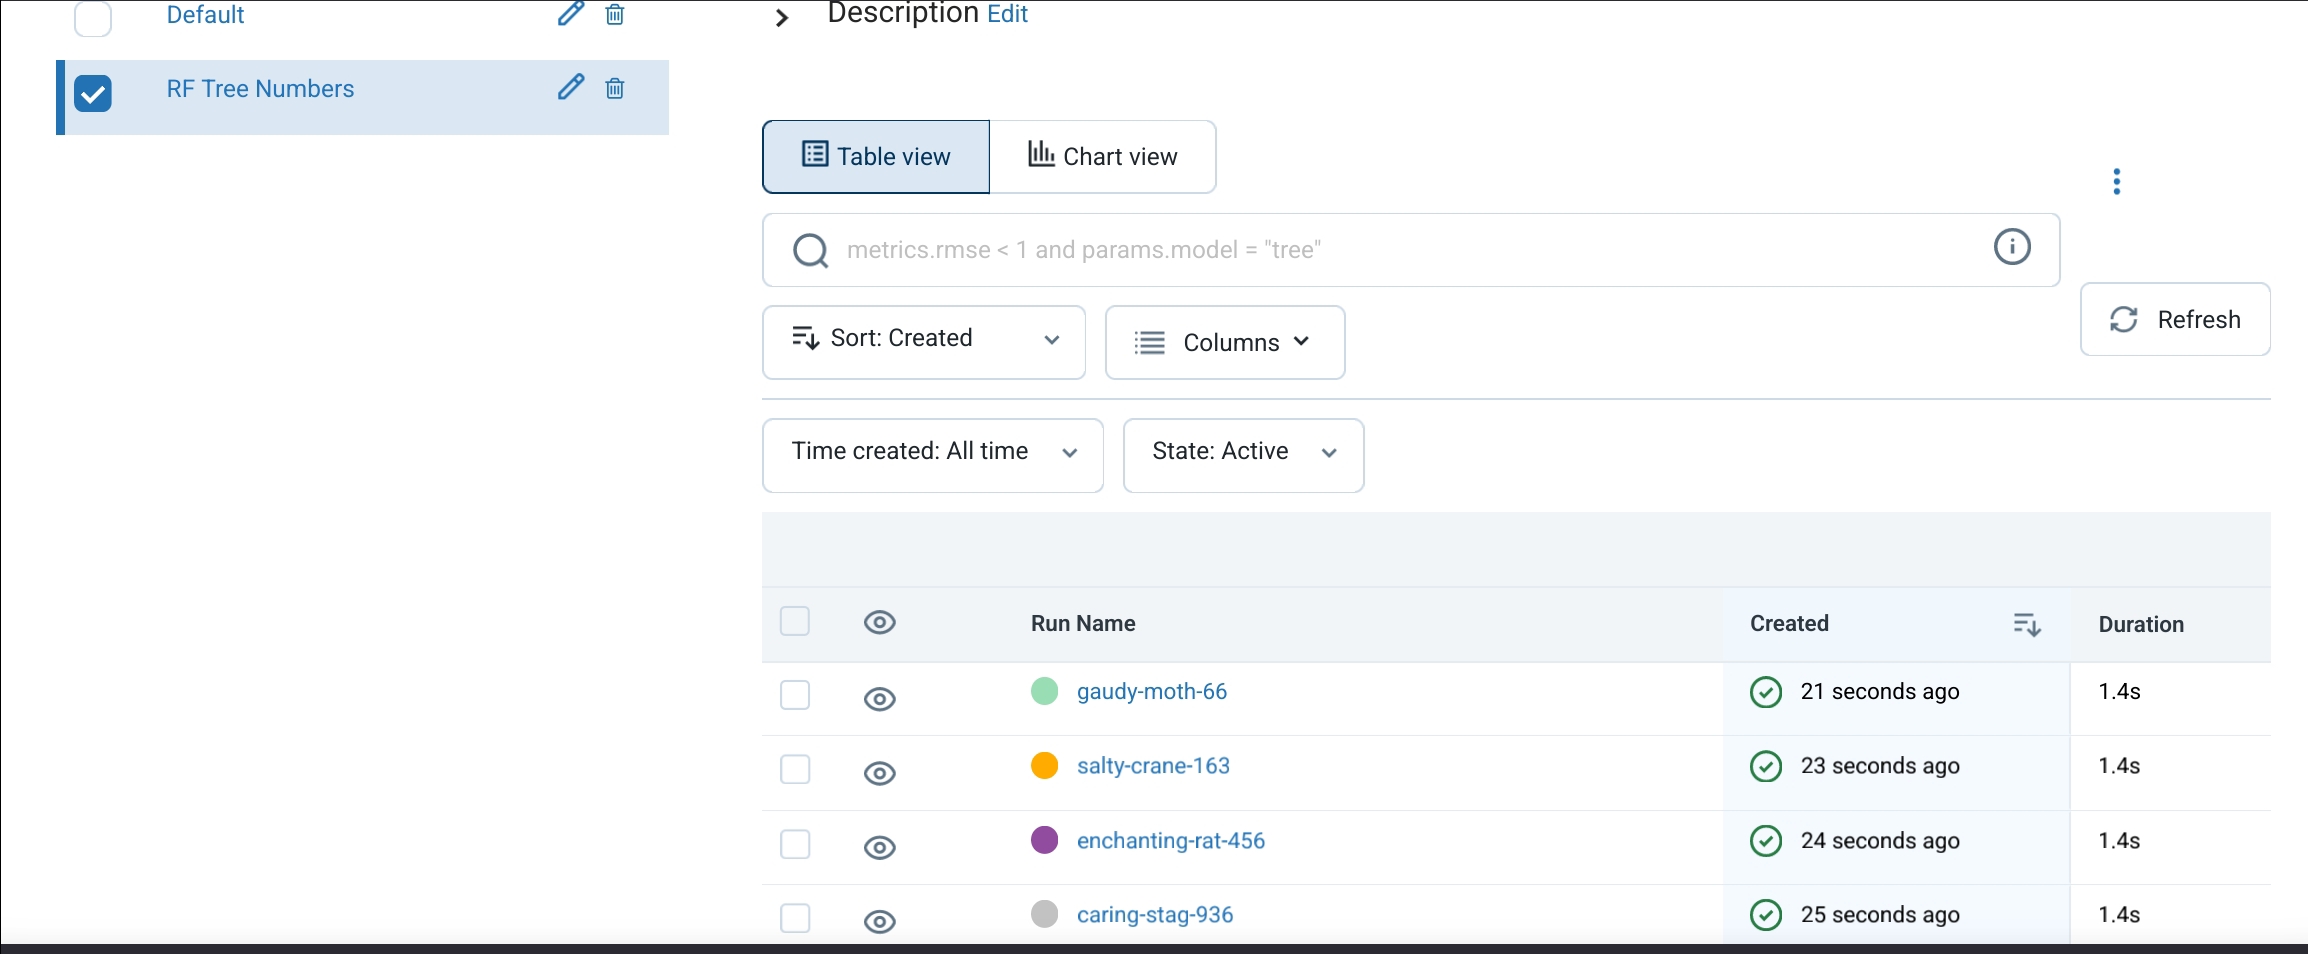 Default
RF Tree Numbers
Description Edit
Table view
Chart view
metrics.rmse < 1 and params.model = "tree"
Refresh
Sort: Created
Columns
Time created: All time
State: Active
Run Name Created Duration
gaudy-moth-66 21 seconds ago 1.4s
salty-crane-163 23 seconds ago 1.4s
enchanting-rat-456 24 seconds ago 1.4s
caring-stag-936 25 seconds ago 1.4s